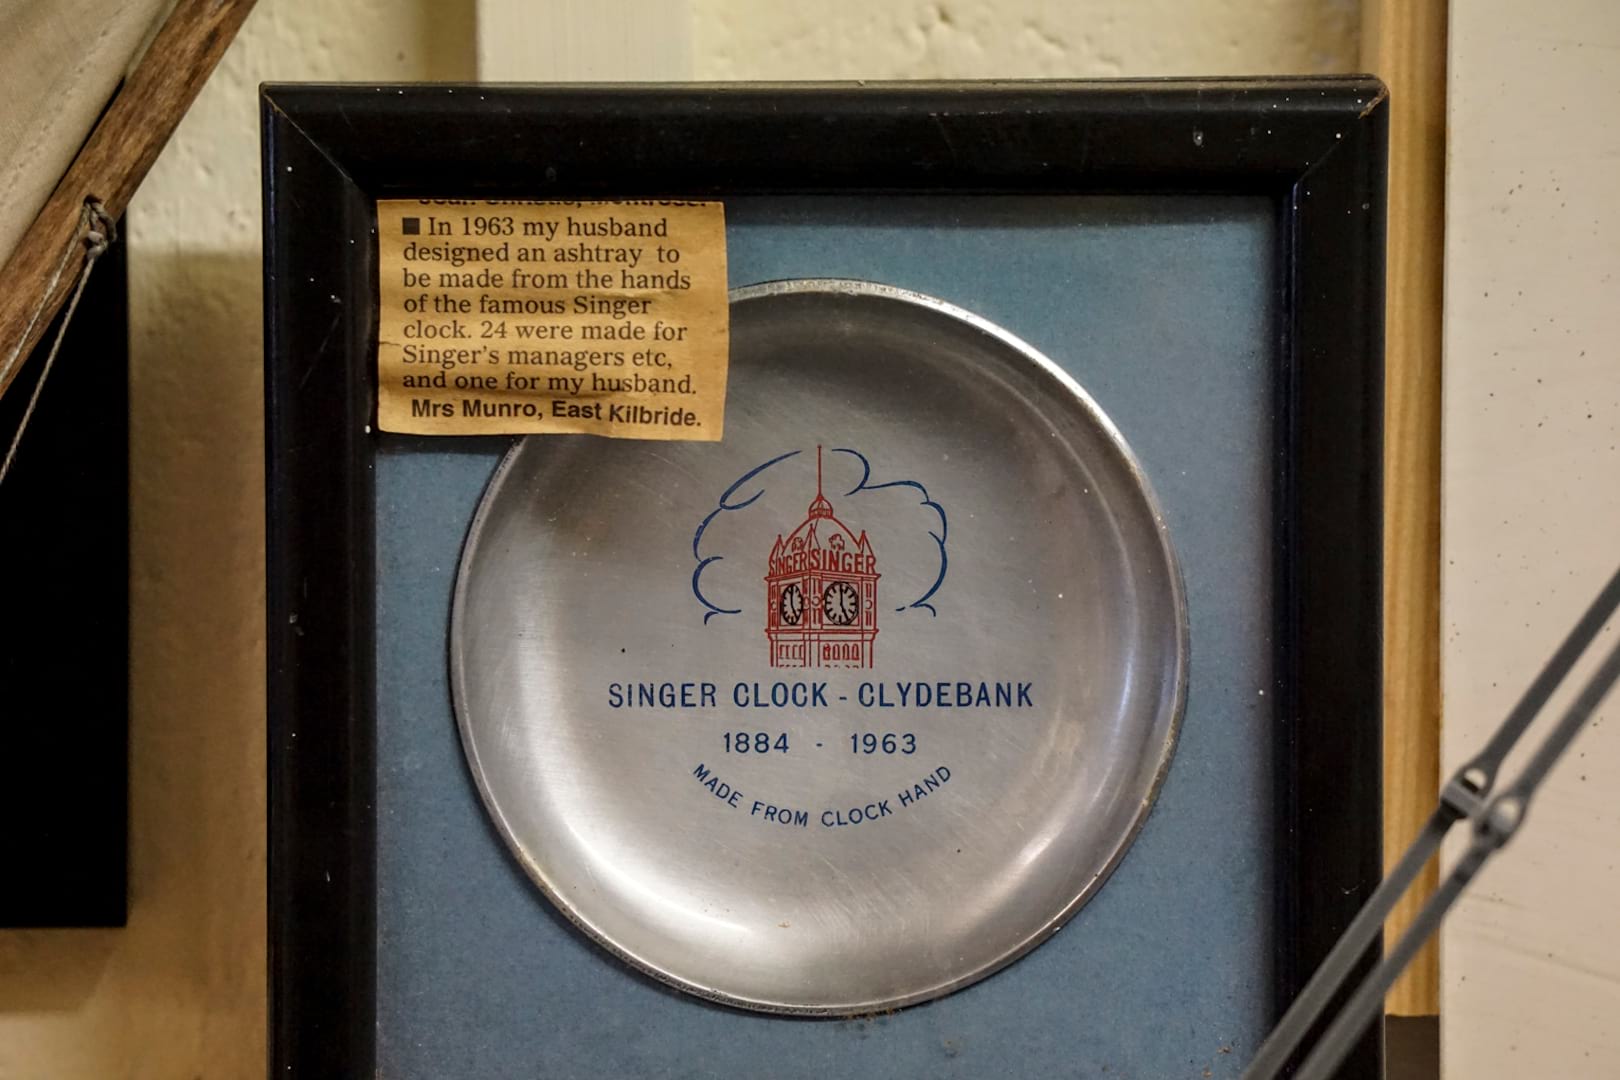 ■ In 1963 my husband
designed an ashtray to
be made from the hands
of the famous Singer
clock. 24 were made for
Singer's managers etc,
and one for my husband.
Mrs Munro, East Kilbride.
SINGER SINGER
SINGER CLOCK - CLYDEBANK
1884 - 1963
MADE FROM CLOCK HAND